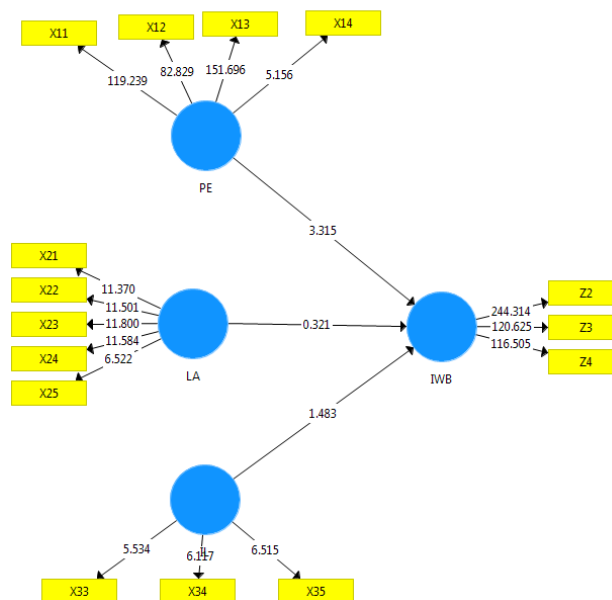 X11
X12
X13
X14
119.239
82.829
151.696
5.156
PE
3.315
X21
X22
X23
X24
X25
11.370
11.501
11.800
11.584
6.522
LA
0.321
Z2
Z3
Z4
244.314
120.625
116.505
IWB
1.483
5.534
6.515
X33
X34
X35